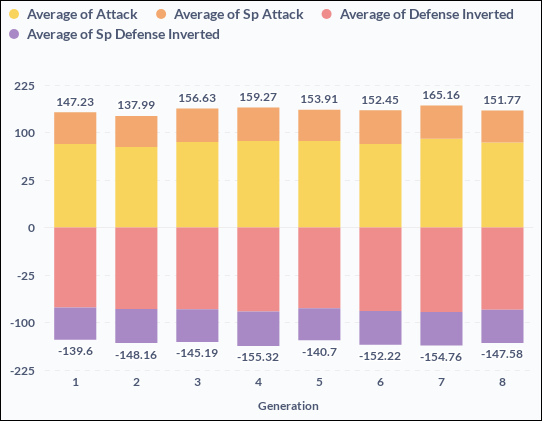 Average of Attack Average of Sp Attack Average of Defense Inverted
Average of Sp Defense Inverted
225
147.23 137.99 156.63 159.27 153.91 152.45 165.16 151.77
100
25
0
-25
-100
-139.6 -148.16 -145.19 -155.32 -140.7 -152.22 -154.76 -147.58
-225
1 2 3 4 5 6 7 8
Generation